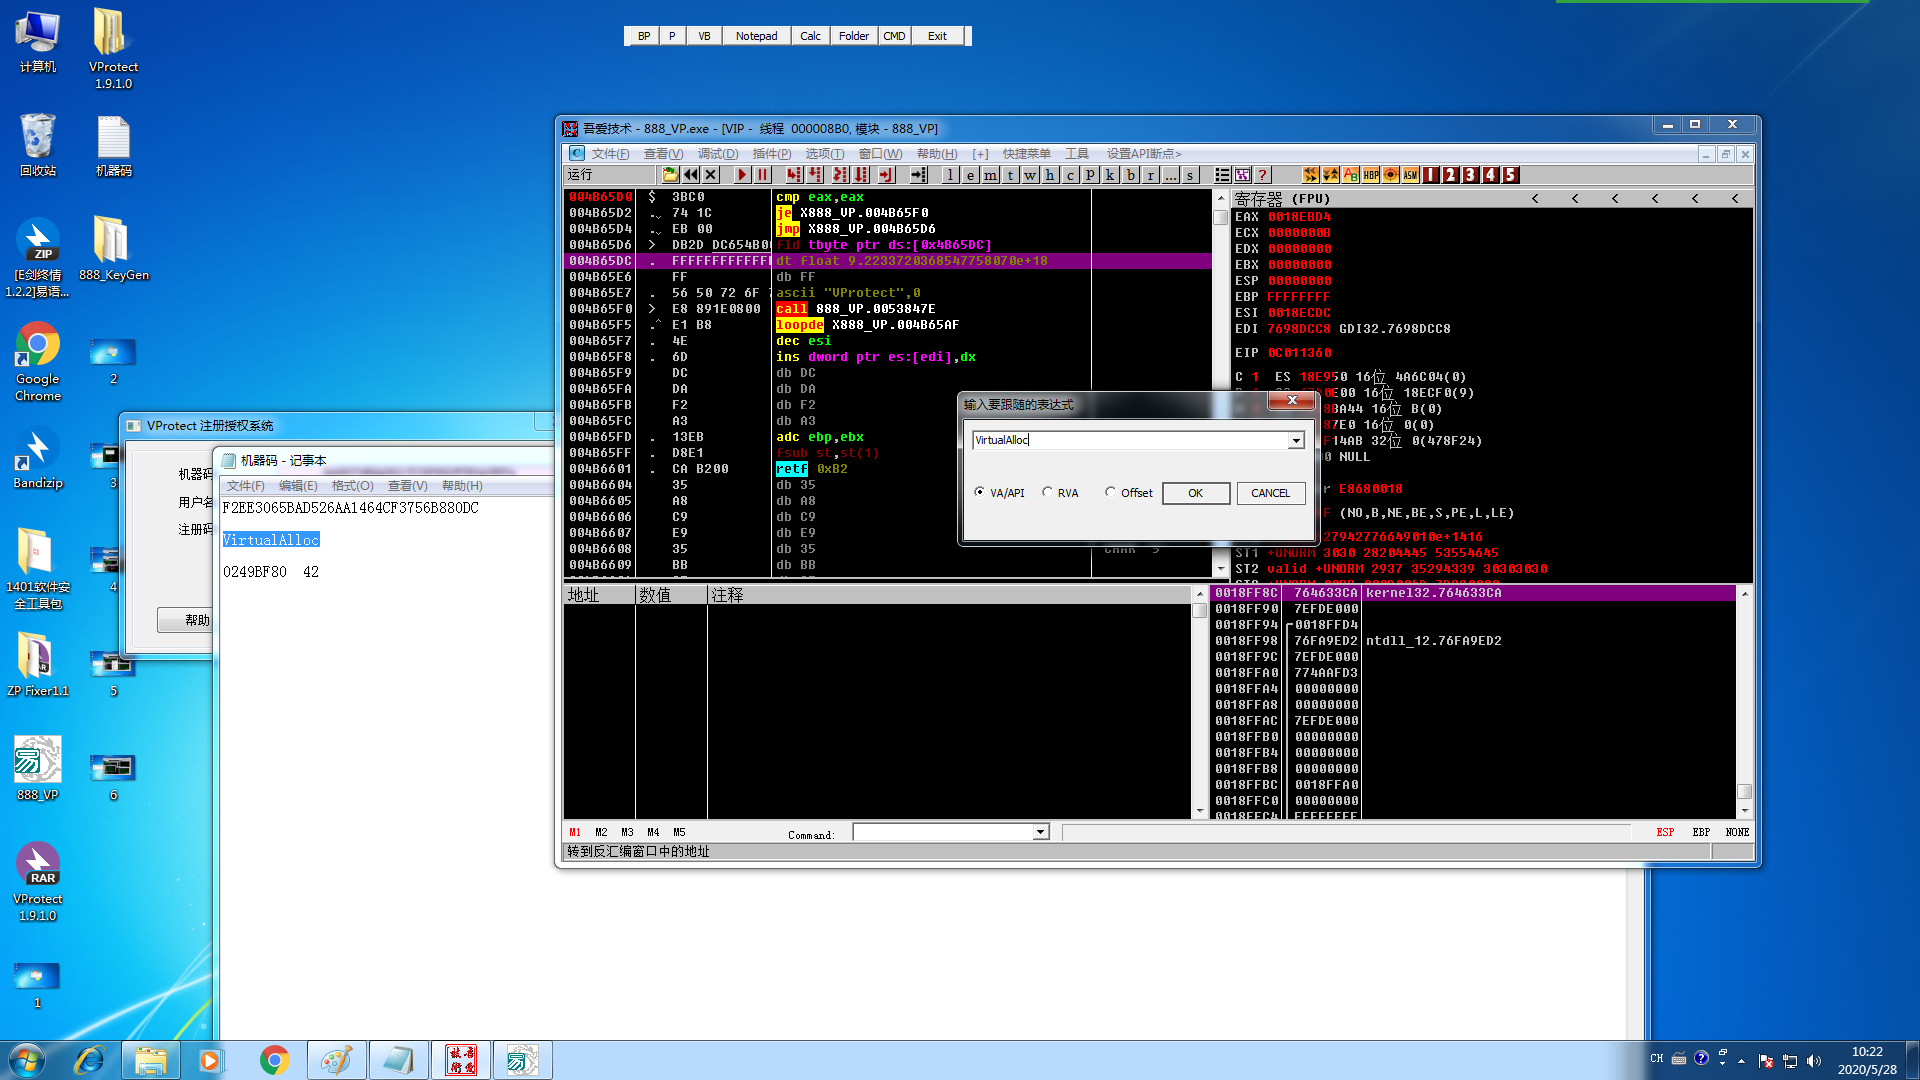 计算机
VProtect
1.9.1.0
回收站
机器码
[E剑终情
1.2.2]易语...
888_KeyGen
Google
Chrome
2
Bandizip
3
1401软件安
全工具包
4
ZP Fixer1.1
5
888_VP
6
VProtect
1.9.1.0
1
BP P VB Notepad Calc Folder CMD Exit
VProtect 注册授权系统
机器码
用户名
注册码
帮助
机器码 - 记事本
文件(F) 编辑(E) 格式(O) 查看(V) 帮助(H)
F2EE3065BAD526AA1464CF3756B880DC
VirtualAlloc
0249BF80 42
吾爱技术 - 888_VP.exe - [VIP - 线程 000008B0, 模块 - 888_VP]
文件(F) 查看(V) 调试(D) 插件(P) 选项(T) 窗口(W) 帮助(H) [+] 快捷菜单 工具 设置API断点>
运行
l e m t w h c p k b r ... s
? HBP ASM 1 2 3 4 5
004B65D0 $ 3BC0 cmp eax,eax
004B65D2 . 74 1C je X888_VP.004B65F0
004B65D4 . EB 00 jmp X888_VP.004B65D6
004B65D6 > DB2D DC654B0 fld tbyte ptr ds:[0x4B65DC]
004B65DC . FFFFFFFFFFFFF dt float 9.2233720368547758070e+18
004B65E6 FF db FF
004B65E7 . 56 50 72 6F ascii "VProtect",0
004B65F0 > E8 891E0800 call 888_VP.0053847E
004B65F5 .^ E1 B8 loopde X888_VP.004B65AF
004B65F7 . 4E dec esi
004B65F8 . 6D ins dword ptr es:[edi],dx
004B65F9 DC db DC
004B65FA DA db DA
004B65FB F2 db F2
004B65FC A3 db A3
004B65FD . 13EB adc ebp,ebx
004B65FF . D8E1 fsub st,st(1)
004B6601 . CA B200 retf 0xB2
004B6604 35 db 35
004B6605 A8 db A8
004B6606 C9 db C9
004B6607 E9 db E9
004B6608 35 db 35
004B6609 BB db BB
寄存器 (FPU) < < < < < <
EAX 0018EBD4
ECX 0000000B
EDX 00000000
EBX 00000000
ESP 00000000
EBP FFFFFFFF
ESI 0018ECDC
EDI 7698DCC8 GDI32.7698DCC8
EIP 0C011360
C 1 ES 18E950 16位 4A6C04(0)
E00 16位 18ECF0(9)
BA44 16位 B(0)
87E0 16位 0(0)
F14AB 32位 0(478F24)
0 NULL
r E8680018
F (NO,B,NE,BE,S,PE,L,LE)
27942776649010e+1416
ST1 +UNORM 3030 28204445 53554645
ST2 valid +UNORM 2937 35294339 30303030
输入要跟随的表达式
VirtualAlloc
VA/API RVA Offset OK CANCEL
地址 数值 注释
0018FF8C 764633CA kernel32.764633CA
0018FF90 7EFDE000
0018FF94 0018FFD4
0018FF98 76FA9ED2 ntdll_12.76FA9ED2
0018FF9C 7EFDE000
0018FFA0 774AAFD3
0018FFA4 00000000
0018FFA8 00000000
0018FFAC 7EFDE000
0018FFB0 00000000
0018FFB4 00000000
0018FFB8 00000000
0018FFBC 0018FFA0
0018FFC0 00000000
0018FFC4 FFFFFFFF
M1 M2 M3 M4 M5 Command: ESP EBP NONE
转到反汇编窗口中的地址
CH
10:22
2020/5/28